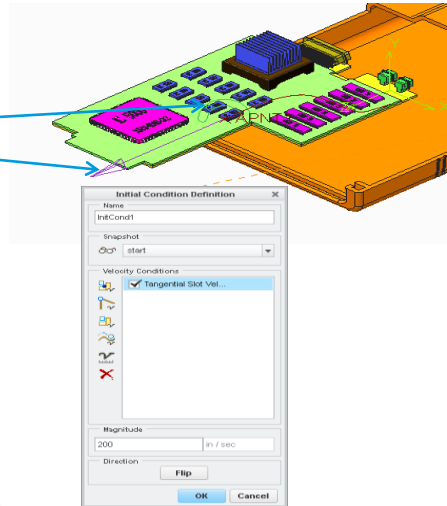 APNT
Y
X
Initial Condition Definition
Name
InitCond1
Snapshot
start
Velocity Conditions
Tangential Slot Vel...
Magnitude
200
in / sec
Direction
Flip
OK
Cancel